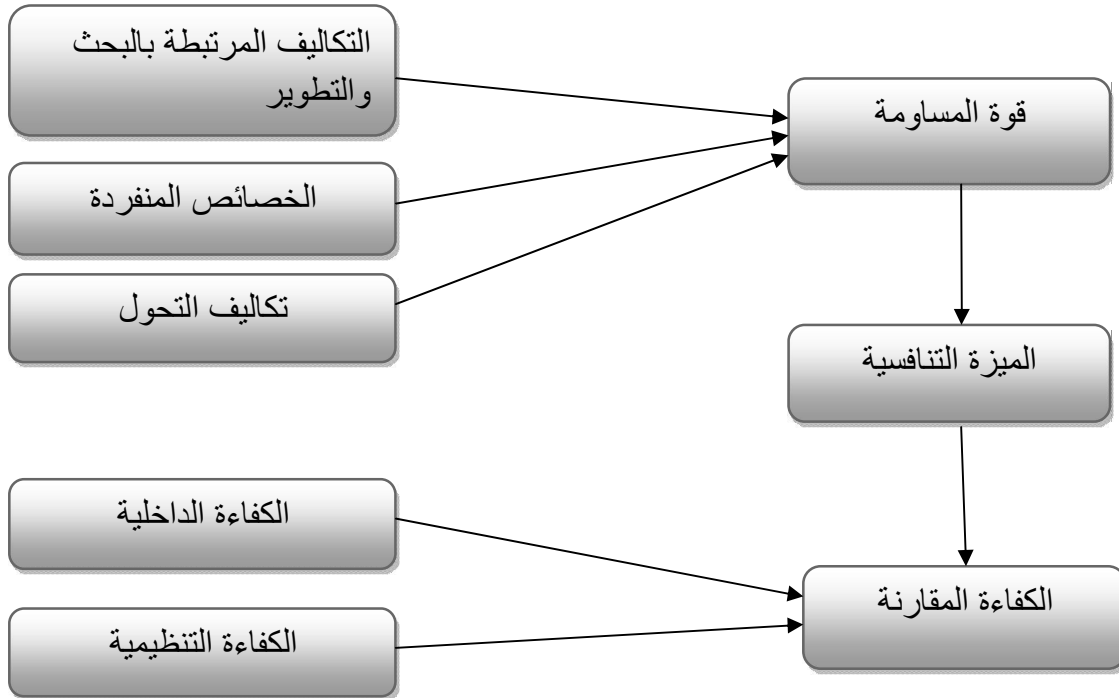 التكاليف المرتبطة بالبحث
والتطوير
قوة المساومة
الخصائص المنفردة
تكاليف التحول
الميزة التنافسية
الكفاءة الداخلية
الكفاءة المقارنة
الكفاءة التنظيمية